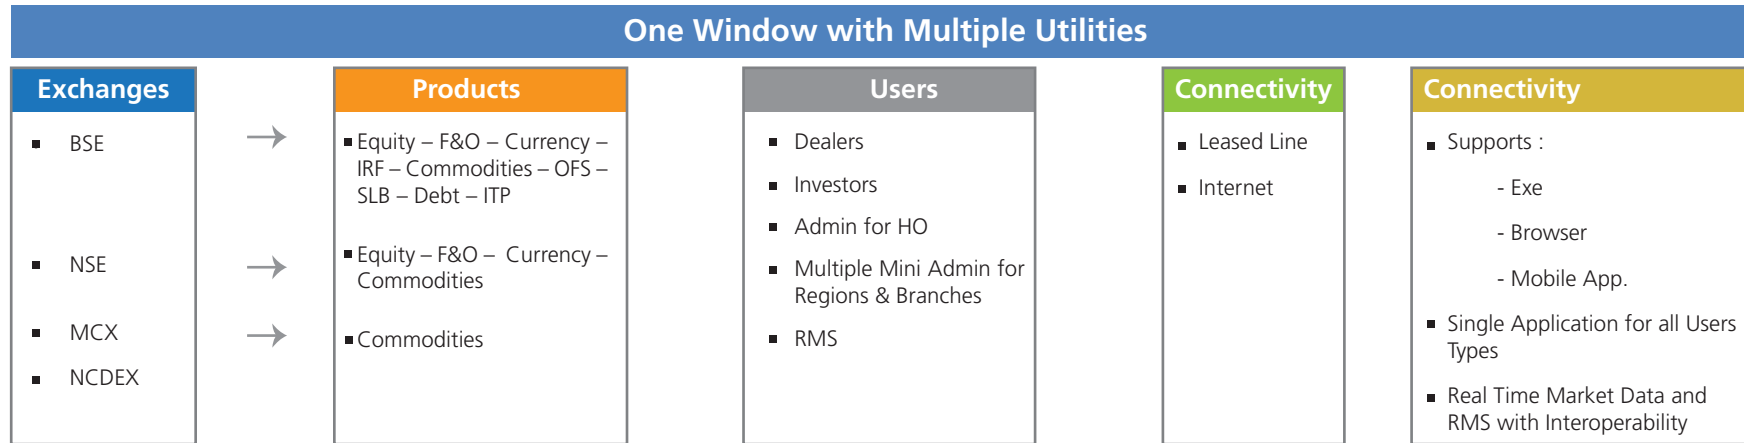 One Window with Multiple Utilities
Exchanges
▪ BSE
▪ NSE
▪ MCX
▪ NCDEX
Products
▪ Equity – F&O – Currency –
IRF – Commodities – OFS –
SLB – Debt – ITP
▪ Equity – F&O – Currency –
Commodities
▪ Commodities
Users
▪ Dealers
▪ Investors
▪ Admin for HO
▪ Multiple Mini Admin for
Regions & Branches
▪ RMS
Connectivity
▪ Leased Line
▪ Internet
Connectivity
▪ Supports :
- Exe
- Browser
- Mobile App.
▪ Single Application for all Users
Types
▪ Real Time Market Data and
RMS with Interoperability